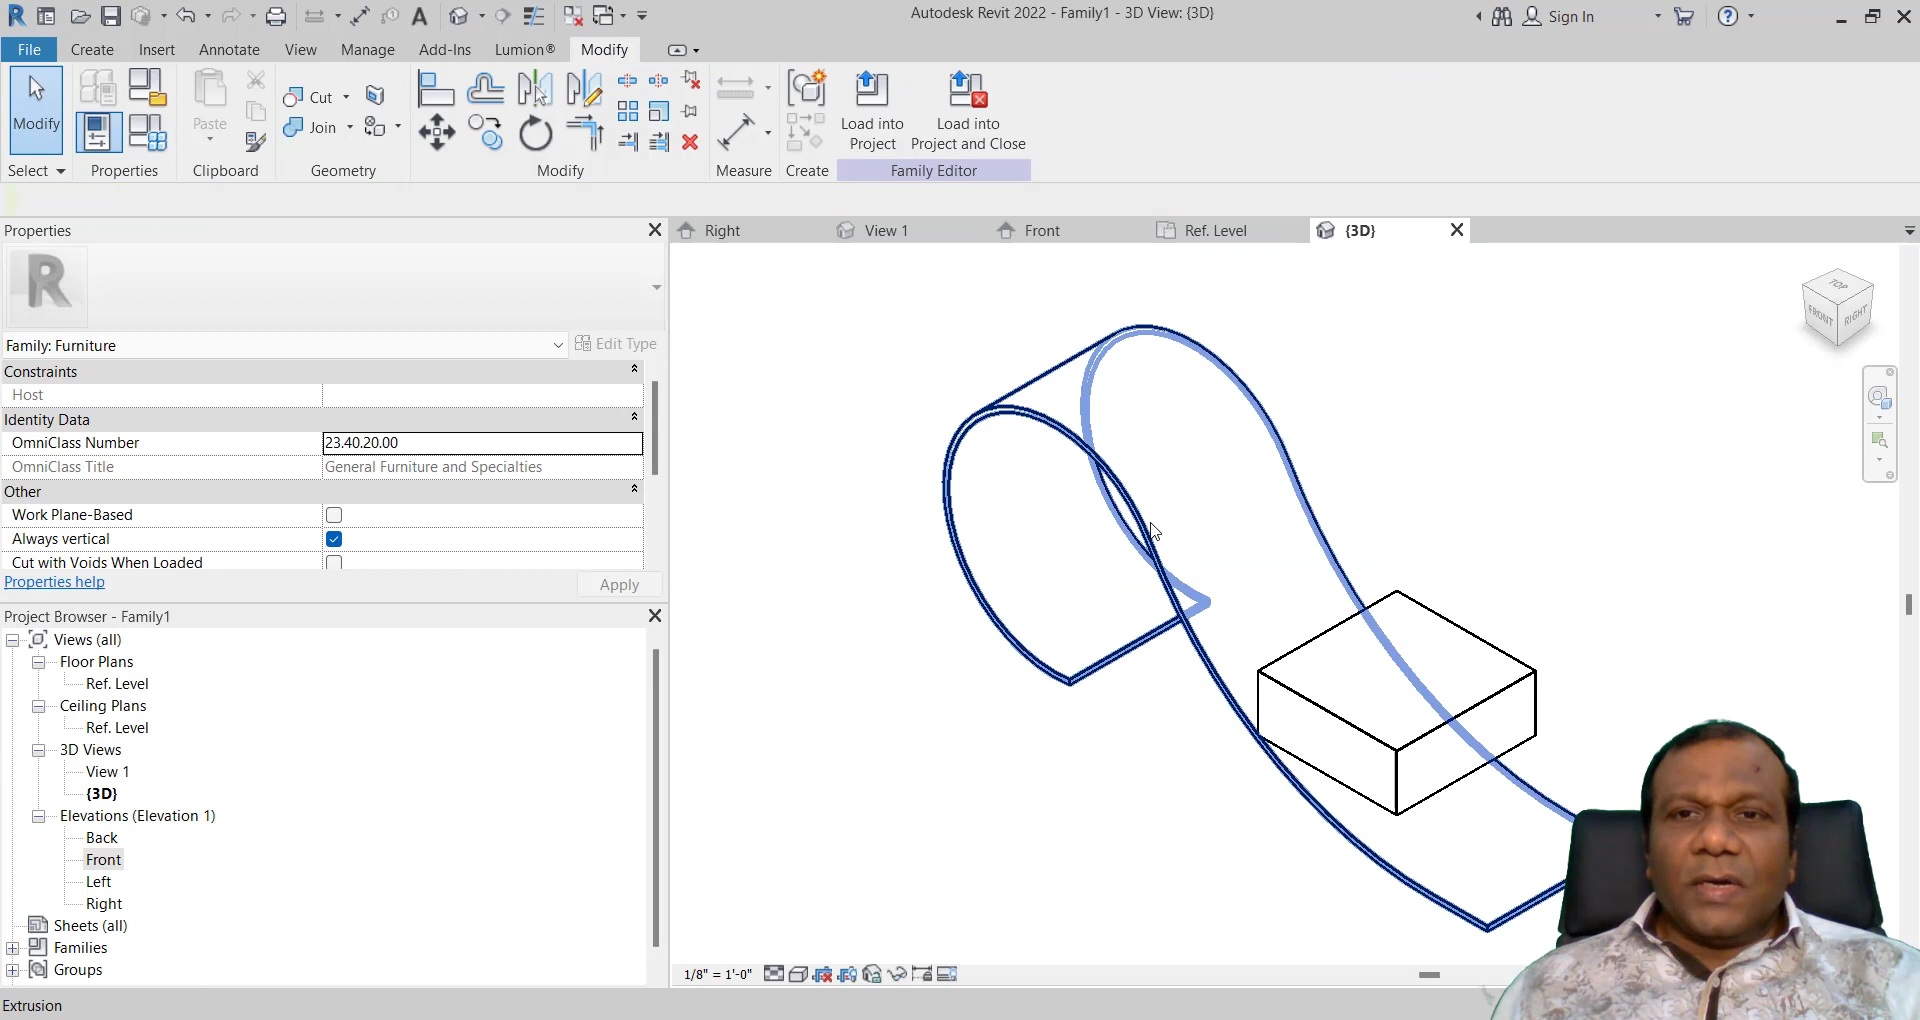 Autodesk Revit 2022 - Family1 - 3D View: {3D}
Sign In
File
Create
Insert
Annotate
View
Manage
Add-Ins
Lumion®
Modify
Modify
Paste
Cut
Join
Load into
Project
Load into
Project and Close
Select
Properties
Clipboard
Geometry
Modify
Measure
Create
Family Editor
Properties
Right
View 1
Front
Ref. Level
{3D}
Family: Furniture
Edit Type
Constraints
Host
Identity Data
OmniClass Number
23.40.20.00
OmniClass Title
General Furniture and Specialties
Other
Work Plane-Based
Always vertical
Cut with Voids When Loaded
Properties help
Apply
TOP
FRONT
RIGHT
Project Browser - Family1
Views (all)
Floor Plans
Ref. Level
Ceiling Plans
Ref. Level
3D Views
View 1
{3D}
Elevations (Elevation 1)
Back
Front
Left
Right
Sheets (all)
Families
Groups
1/8" = 1'-0"
Extrusion